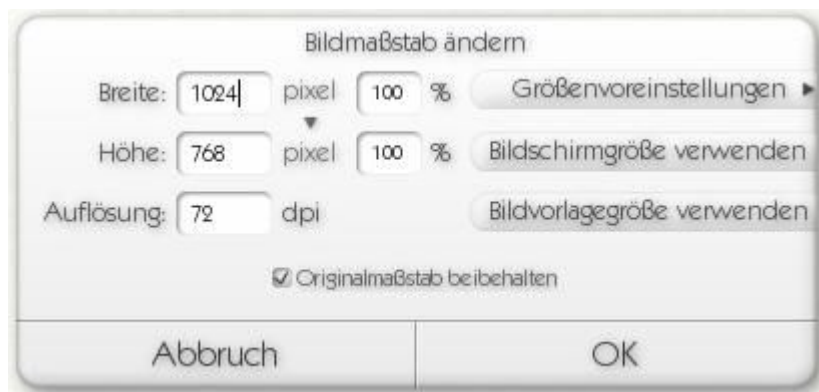 Bildmaßstab ändern
Breite: 1024 pixel 100 % Größenvoreinstellungen
Höhe: 768 pixel 100 % Bildschirmgröße verwenden
Auflösung: 72 dpi Bildvorlagegröße verwenden
Originalmaßstab beibehalten
Abbruch OK